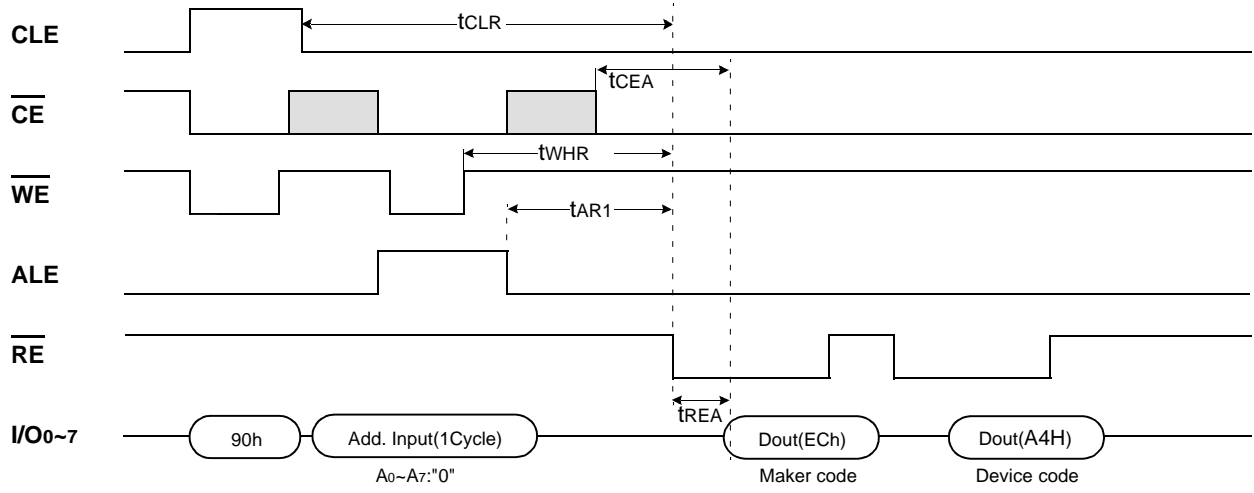 CLE
tCLR
tCEA
CE
tWHR
WE
tAR1
ALE
RE
tREA
I/O0~7
90h
Add. Input(1Cycle)
Dout(ECh)
Dout(A4H)
A0~A7:"0"
Maker code
Device code